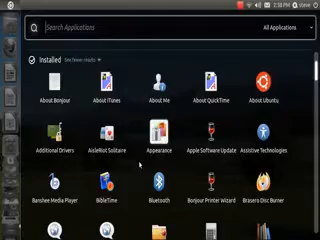 2:38 PM steve
Search Applications
All Applications
Installed See fewer results
About Bonjour About iTunes About Me About QuickTime About Ubuntu
Additional Drivers AisleRiot Solitaire Appearance Apple Software Update Assistive Technologies
Banshee Media Player BibleTime Bluetooth Bonjour Printer Wizard Brasero Disc Burner